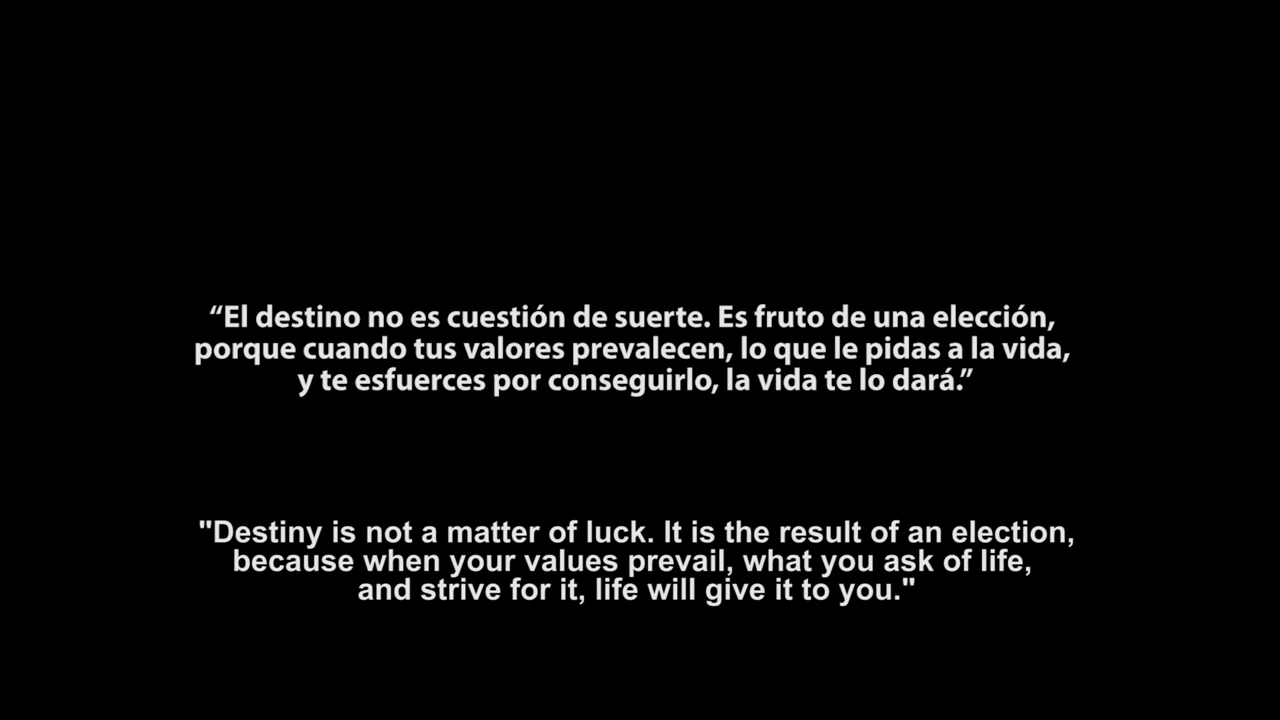 “El destino no es cuestión de suerte. Es fruto de una elección,
porque cuando tus valores prevalecen, lo que le pidas a la vida,
y te esfuerces por conseguirlo, la vida te lo dará.”
"Destiny is not a matter of luck. It is the result of an election,
because when your values prevail, what you ask of life,
and strive for it, life will give it to you."